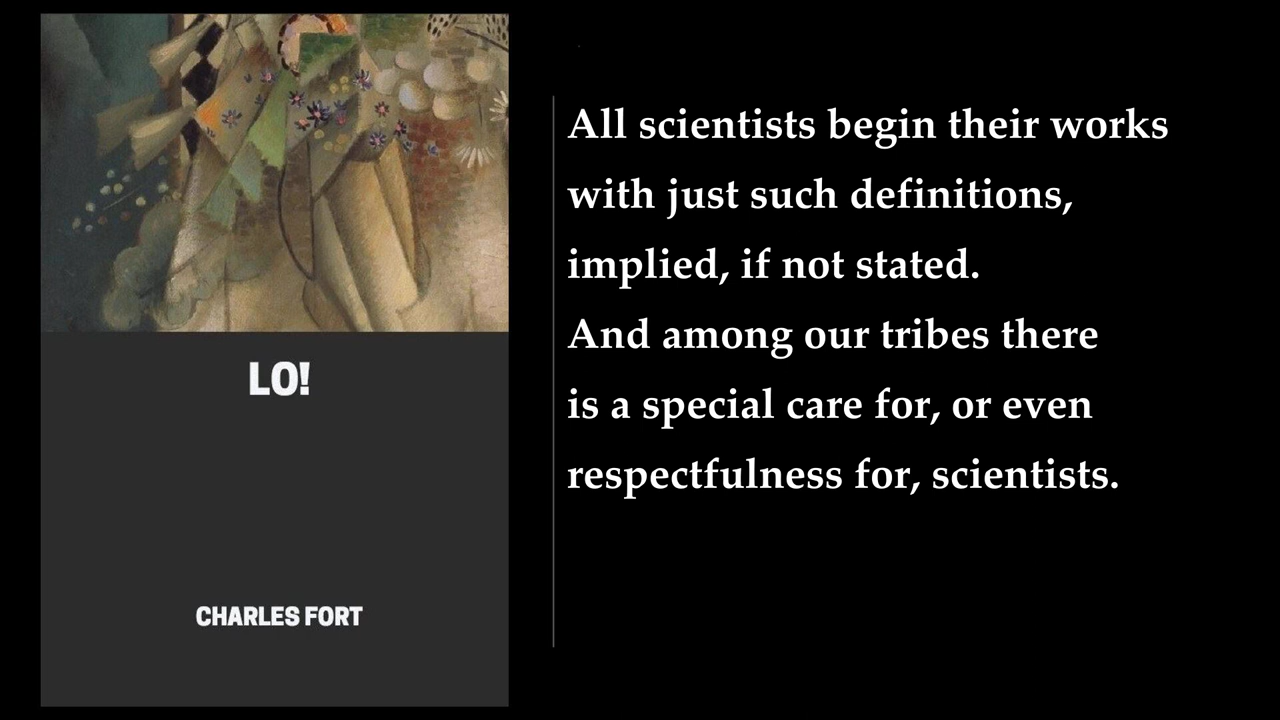 LO!
CHARLES FORT
All scientists begin their works
with just such definitions,
implied, if not stated.
And among our tribes there
is a special care for, or even
respectfulness for, scientists.